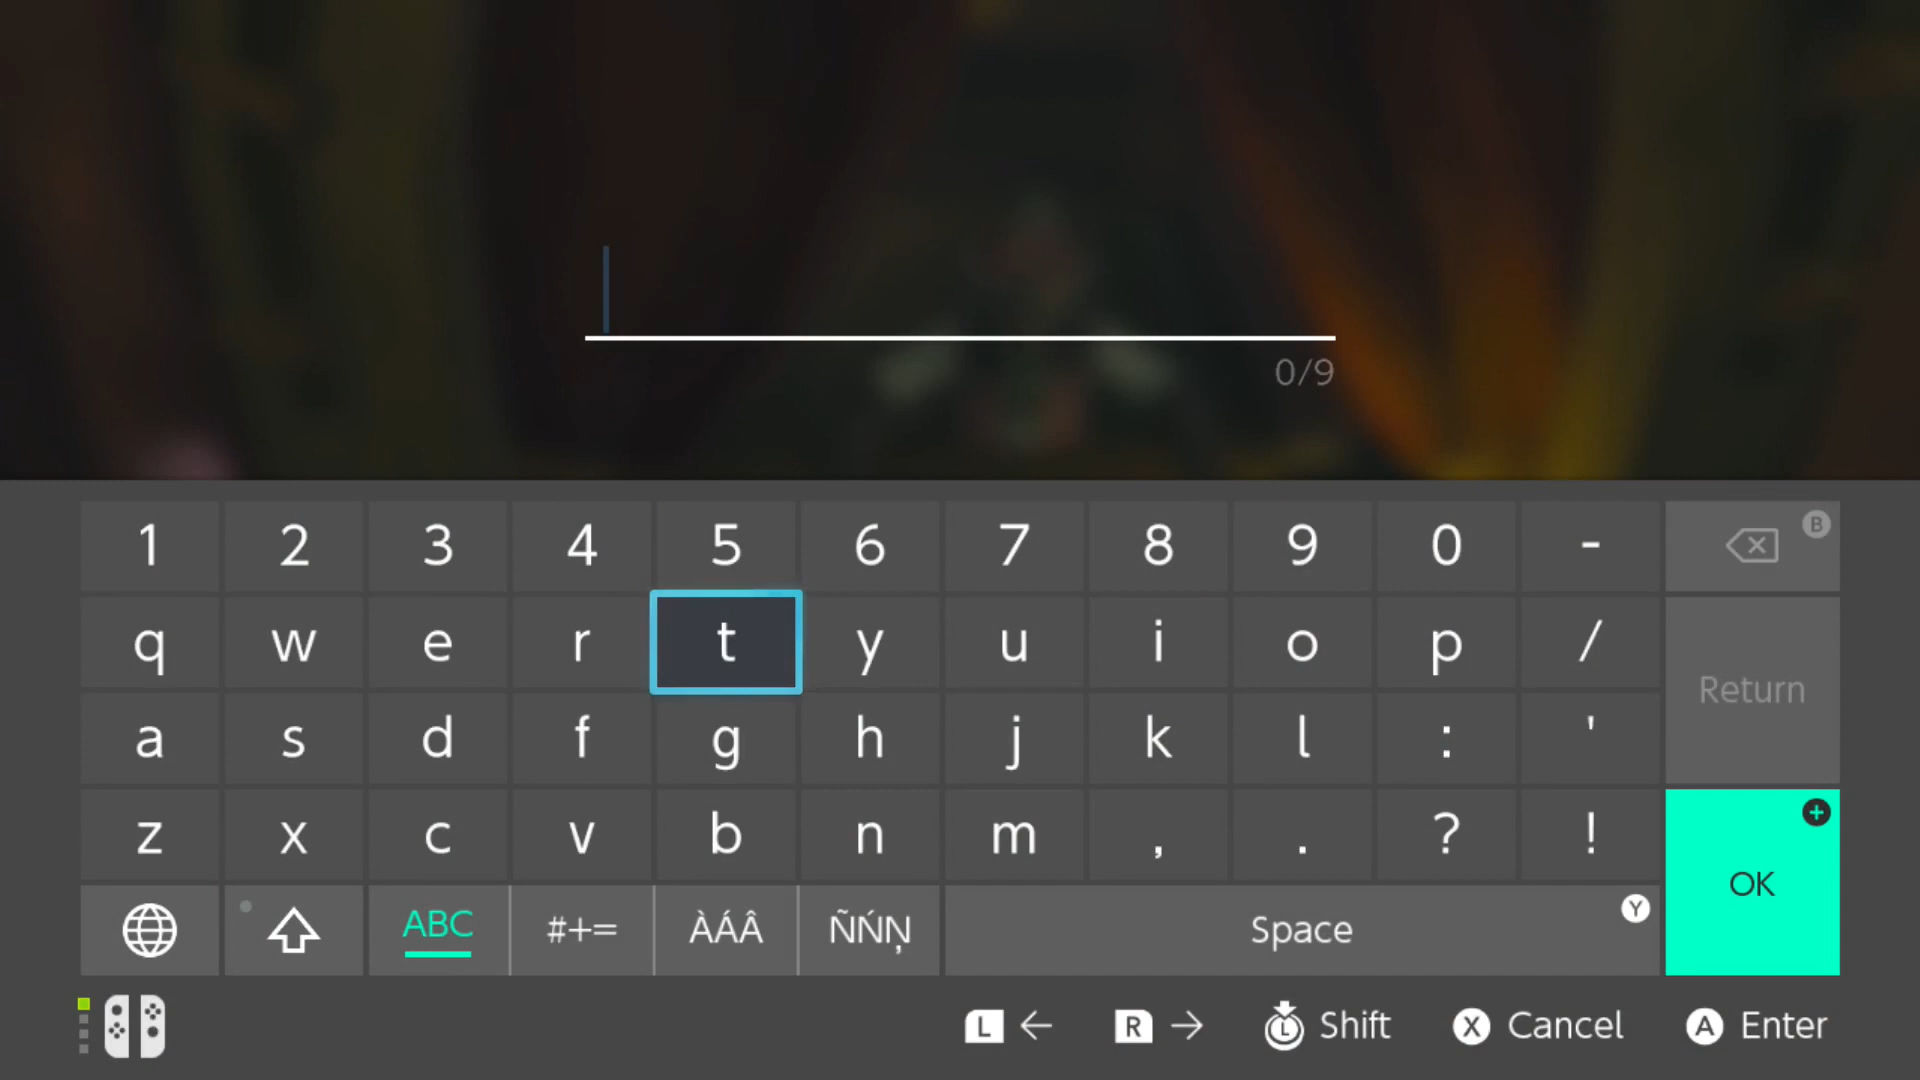 0/9
1 2 3 4 5 6 7 8 9 0 - B
q w e r t y u i o p / Return
a s d f g h j k l : '
z x c v b n m , . ? ! + OK
ABC #+= ÀÁÂ ÑŃŅ Space Y
L ← R → L Shift X Cancel A Enter